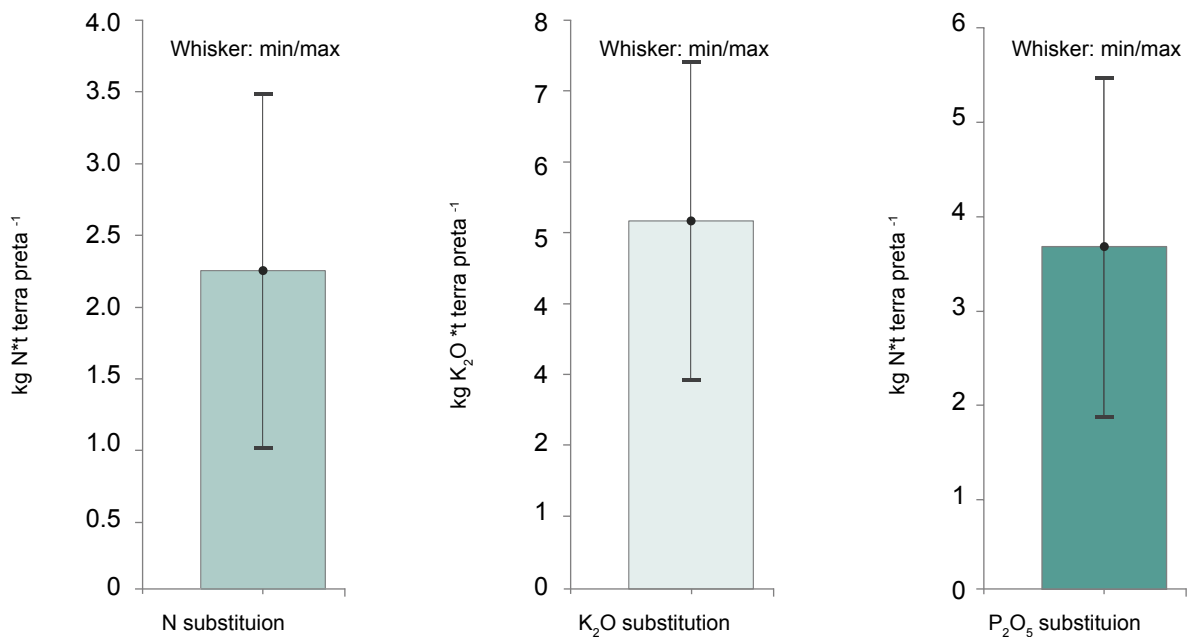 4.0
3.5
3.0
2.5
2.0
1.5
1.0
0.5
0
kg N*t terra preta ⁻¹
Whisker: min/max
N substituion
8
7
6
5
4
4
2
1
0
kg K₂O *t terra preta ⁻¹
Whisker: min/max
K₂O substitution
6
5
4
3
2
1
0
kg N*t terra preta ⁻¹
Whisker: min/max
P₂O₅ substituion